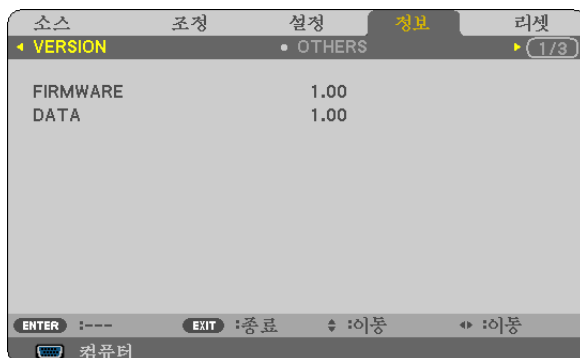 소스 조정 설정 정보 리셋
VERSION OTHERS 1/3
FIRMWARE 1.00
DATA 1.00
ENTER :--- EXIT :종료 :이동 :이동
컴퓨터